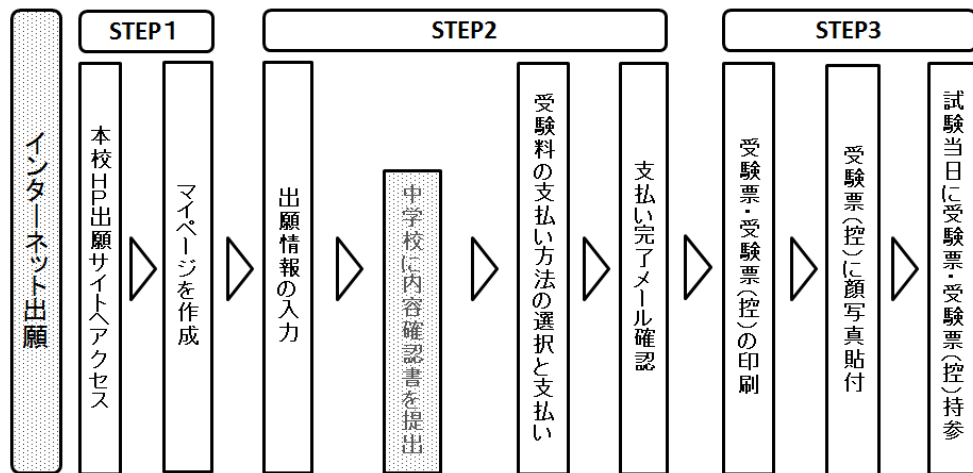 インターネット出願
STEP1
本校HP出願サイトへアクセス
マイページを作成
STEP2
出願情報の入力
中学校に内容確認書を提出
受験料の支払い方法の選択と支払い
支払い完了メール確認
STEP3
受験票・受験票(控)の印刷
受験票(控)に顔写真貼付
試験当日に受験票・受験票(控)持参